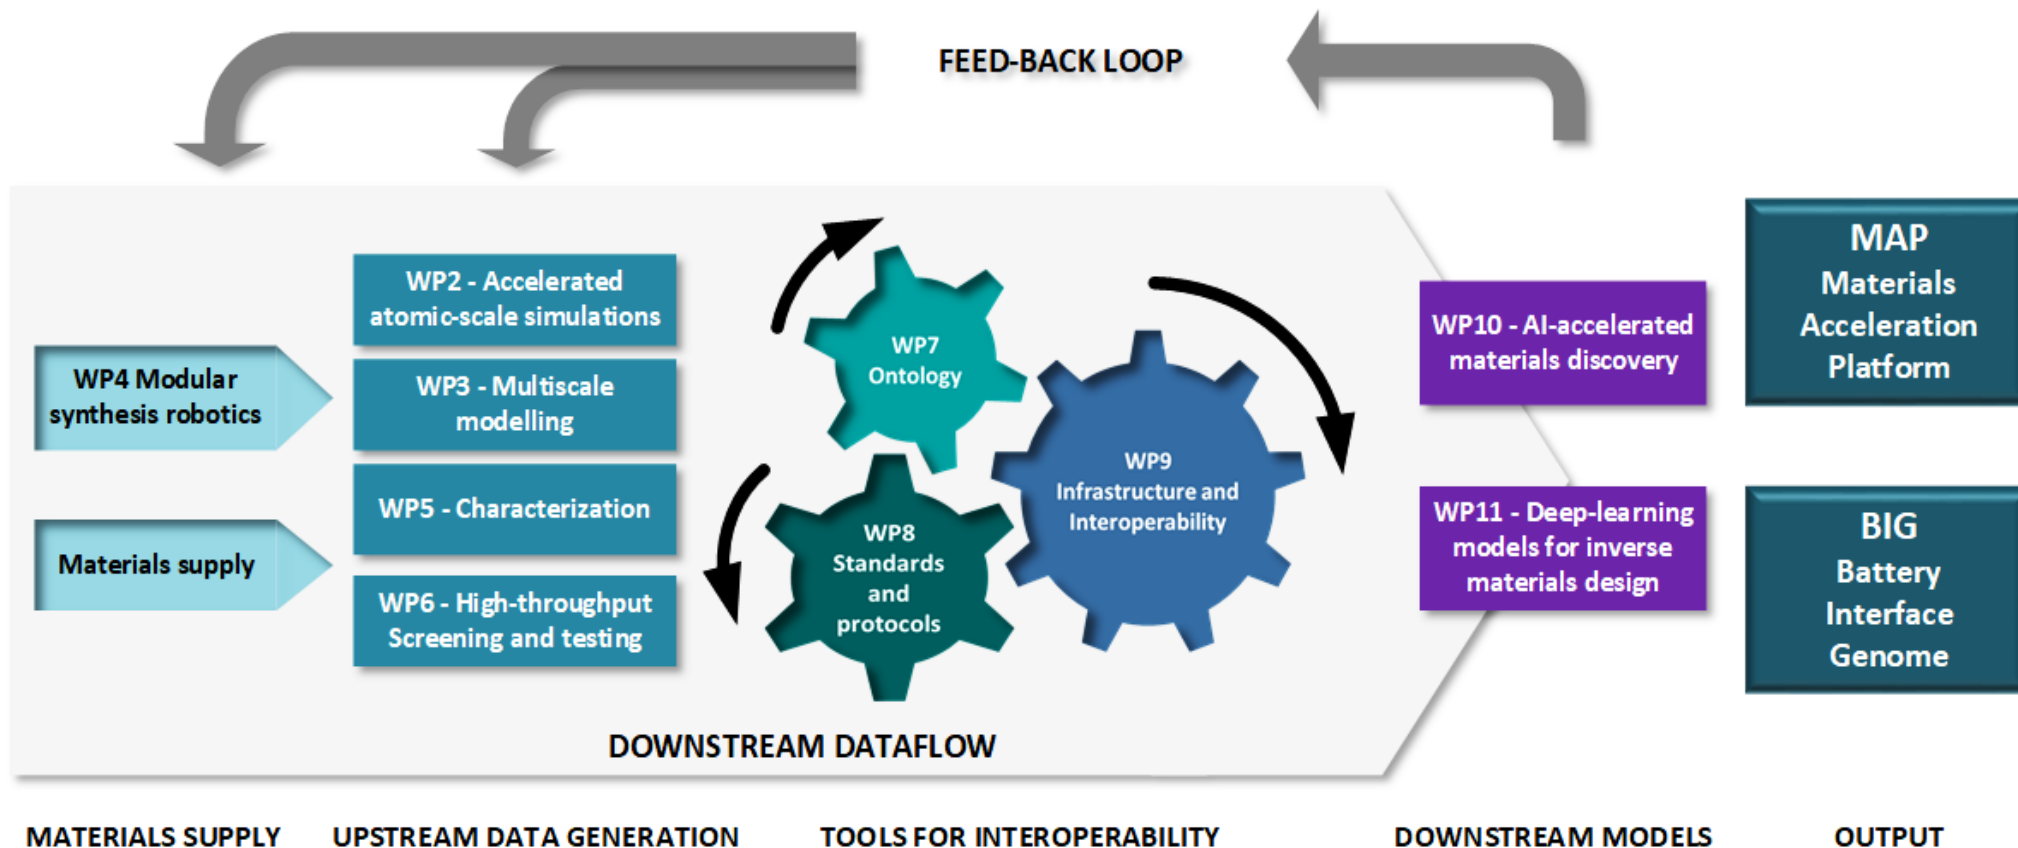 FEED-BACK LOOP
WP4 Modular
synthesis robotics
Materials supply
WP2 - Accelerated
atomic-scale simulations
WP3 - Multiscale
modelling
WP5 - Characterization
WP6 - High-throughput
Screening and testing
WP7
Ontology
WP8
Standards
and
protocols
WP9
Infrastructure and
Interoperability
WP10 - AI-accelerated
materials discovery
WP11 - Deep-learning
models for inverse
materials design
MAP
Materials
Acceleration
Platform
BIG
Battery
Interface
Genome
DOWNSTREAM DATAFLOW
MATERIALS SUPPLY
UPSTREAM DATA GENERATION
TOOLS FOR INTEROPERABILITY
DOWNSTREAM MODELS
OUTPUT